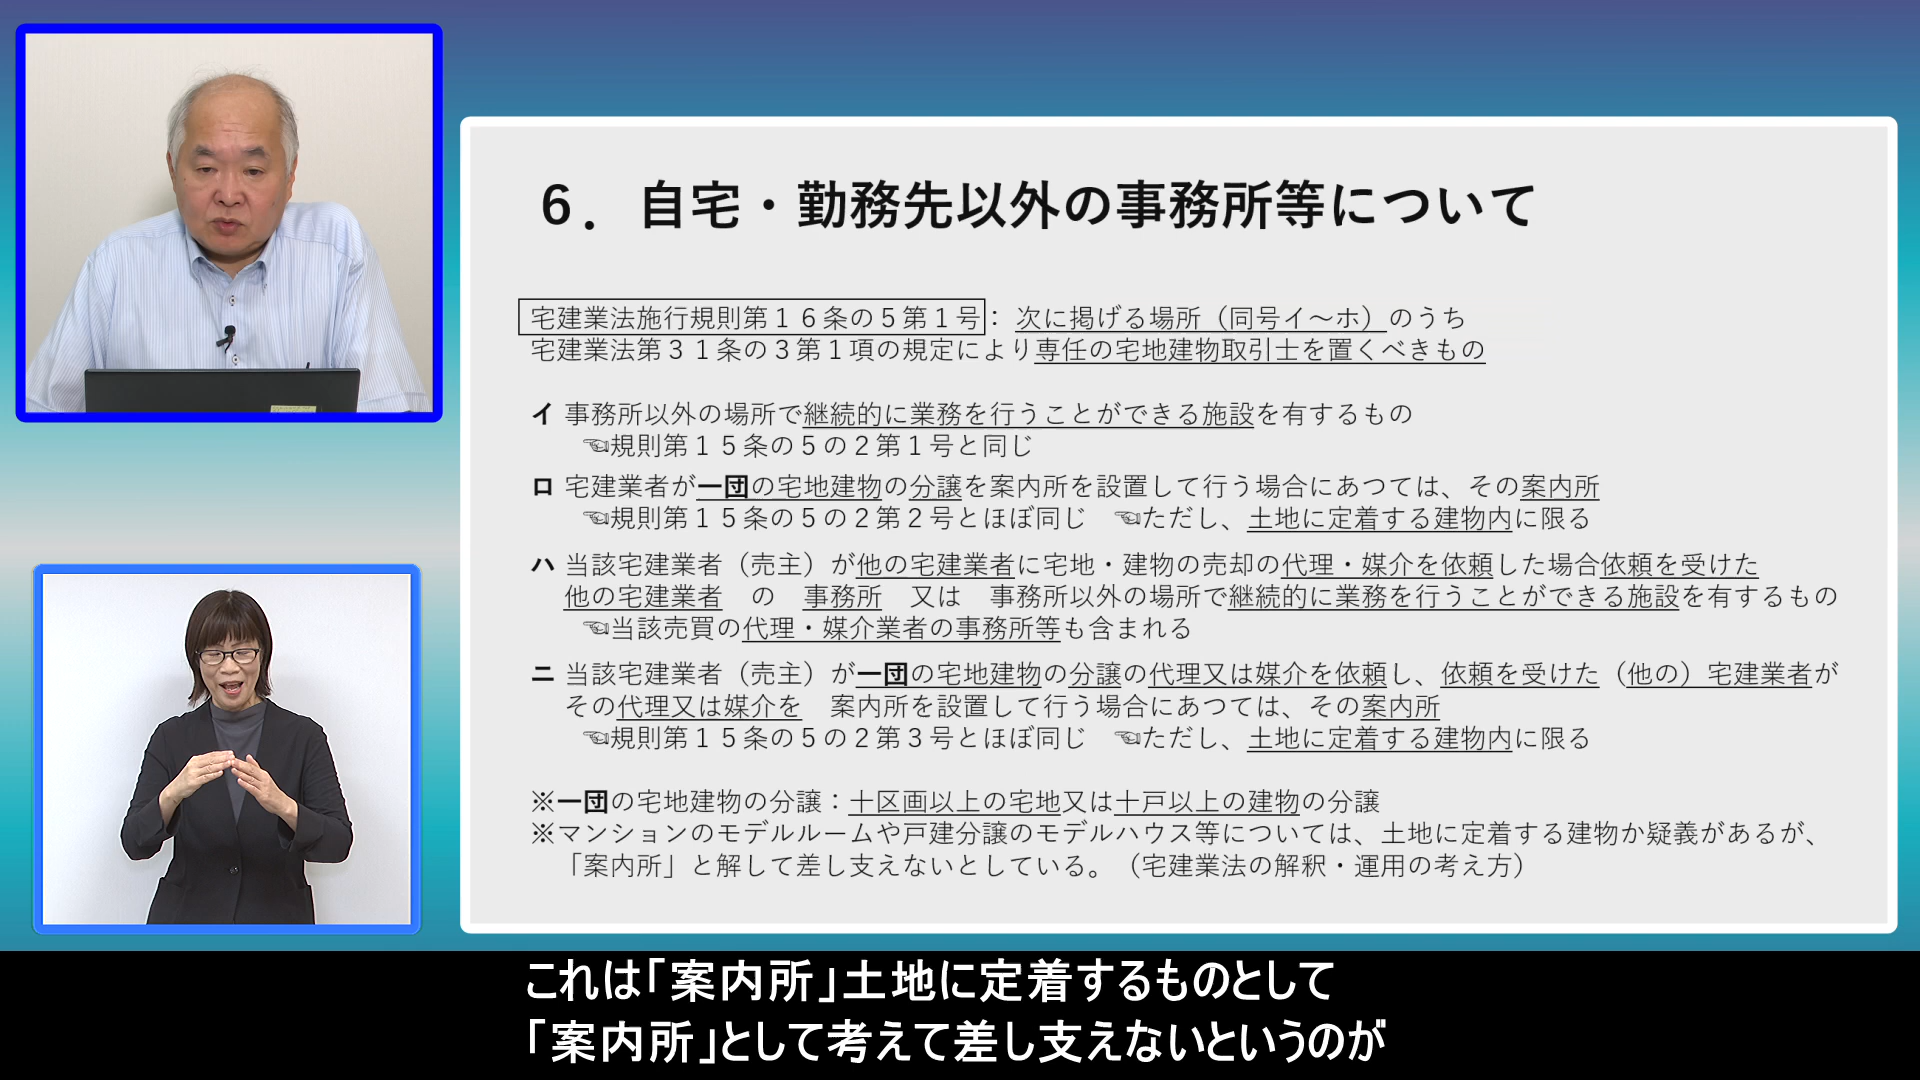 ６．自宅・勤務先以外の事務所等について
宅建業法施行規則第１６条の５第１号： 次に掲げる場所（同号イ～ホ）のうち
宅建業法第３１条の３第１項の規定により専任の宅地建物取引士を置くべきもの
イ 事務所以外の場所で継続的に業務を行うことができる施設を有するもの
☜規則第１５条の５の２第１号と同じ
ロ 宅建業者が一団の宅地建物の分譲を案内所を設置して行う場合にあつては、その案内所
☜規則第１５条の５の２第２号とほぼ同じ ☜ただし、土地に定着する建物内に限る
ハ 当該宅建業者（売主）が他の宅建業者に宅地・建物の売却の代理・媒介を依頼した場合依頼を受けた
他の宅建業者 の 事務所 又は 事務所以外の場所で継続的に業務を行うことができる施設を有するもの
☜当該売買の代理・媒介業者の事務所等も含まれる
ニ 当該宅建業者（売主）が一団の宅地建物の分譲の代理又は媒介を依頼し、依頼を受けた（他の）宅建業者が
その代理又は媒介を 案内所を設置して行う場合にあつては、その案内所
☜規則第１５条の５の２第３号とほぼ同じ ☜ただし、土地に定着する建物内に限る
※一団の宅地建物の分譲：十区画以上の宅地又は十戸以上の建物の分譲
※マンションのモデルルームや戸建分譲のモデルハウス等については、土地に定着する建物か疑義があるが、
「案内所」と解して差し支えないとしている。（宅建業法の解釈・運用の考え方）
これは｢案内所｣土地に定着するものとして
｢案内所｣として考えて差し支えないというのが